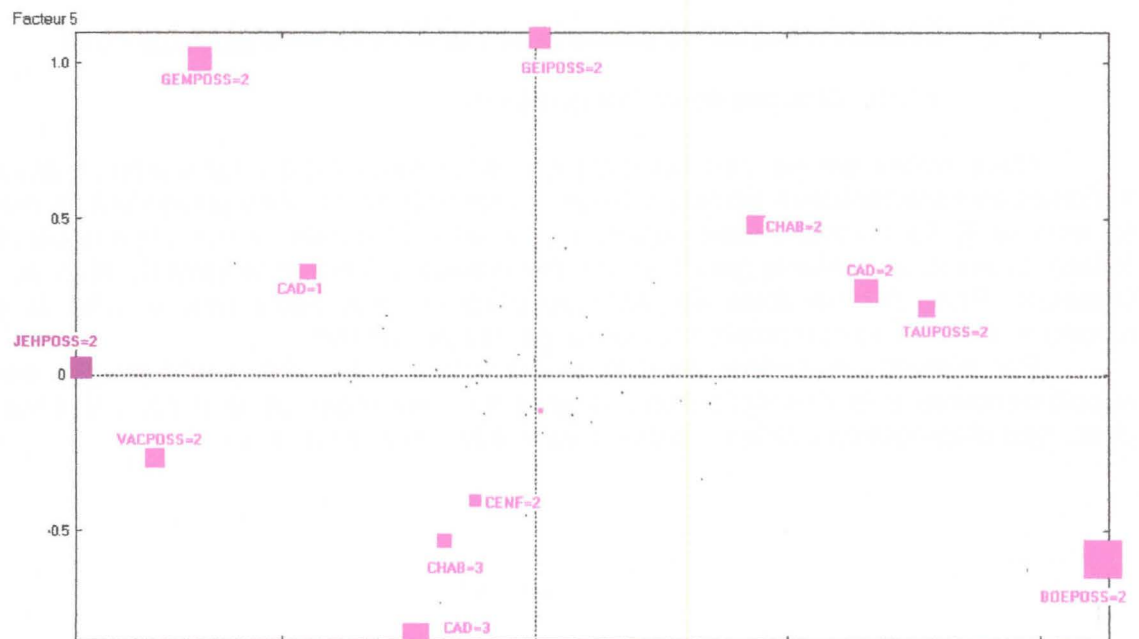 Facteur 5
1.0
GEMPOSS=2
GEIPOSS=2
0.5
CHAB=2
CAD=2
CAD=1
TAUPOSS=2
JEHPOSS=2
0
VACPOSS=2
-0.5
CENF=2
CHAB=3
BOEPOSS=2
CAD=3